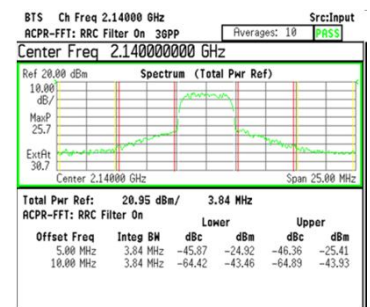 BTS Ch Freq 2.14000 GHz Src:Input
ACPR-FFT: RRC Filter On 3GPP Averages: 10 PASS
Center Freq 2.140000000 GHz
Ref 20.00 dBm Spectrum (Total Pwr Ref)
10.00
dB/
MaxP
25.7
ExtAt
30.7
Center 2.14000 GHz Span 25.00 MHz
Total Pwr Ref: 20.95 dBm/ 3.84 MHz
ACPR-FFT: RRC Filter On
Lower Upper
Offset Freq Integ BW dBc dBm dBc dBm
5.00 MHz 3.84 MHz -45.87 -24.92 -46.36 -25.41
10.00 MHz 3.84 MHz -64.42 -43.46 -64.89 -43.93